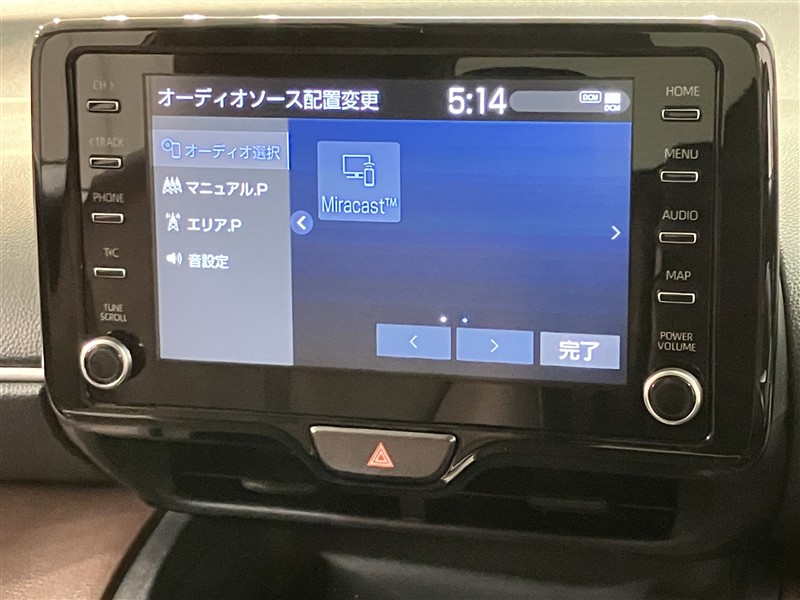 オーディオソース配置変更
5:14
DCM
DCM
オーディオ選択
マニュアル.P
エリア.P
音設定
Miracast™
完了
CH >
< TRACK
PHONE
T:C
TUNE
SCROLL
HOME
MENU
AUDIO
MAP
POWER
VOLUME